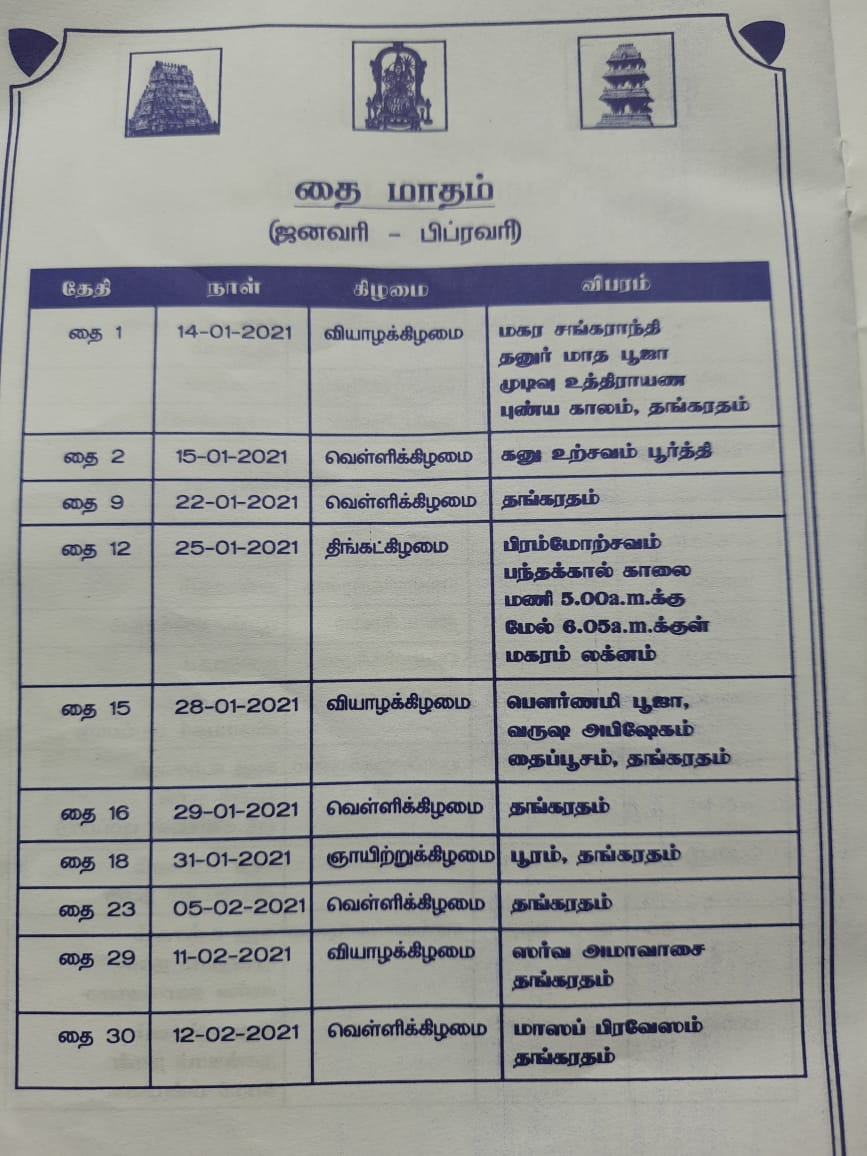 தை மாதம்
(ஜனவரி - பிப்ரவரி)
தேதி நாள் கிழமை விபரம்
தை 1 14-01-2021 வியாழக்கிழமை மகர சங்கராந்தி
தனுர் மாத பூஜா
முடிவு உத்திராயண
புண்ய காலம், தங்கரதம்
தை 2 15-01-2021 வெள்ளிக்கிழமை கனு உற்சவம் பூர்த்தி
தை 9 22-01-2021 வெள்ளிக்கிழமை தங்கரதம்
தை 12 25-01-2021 திங்கட்கிழமை பிரம்மோற்சவம்
பந்தக்கால் காலை
மணி 5.00a.m.க்கு
மேல் 6.05a.m.க்குள்
மகரம் லக்னம்
தை 15 28-01-2021 வியாழக்கிழமை பௌர்ணமி பூஜா,
வருஷ அபிஷேகம்
தைப்பூசம், தங்கரதம்
தை 16 29-01-2021 வெள்ளிக்கிழமை தங்கரதம்
தை 18 31-01-2021 ஞாயிற்றுக்கிழமை பூரம், தங்கரதம்
தை 23 05-02-2021 வெள்ளிக்கிழமை தங்கரதம்
தை 29 11-02-2021 வியாழக்கிழமை ஸர்வ அமாவாசை
தங்கரதம்
தை 30 12-02-2021 வெள்ளிக்கிழமை மாஸப் பிரவேஸம்
தங்கரதம்